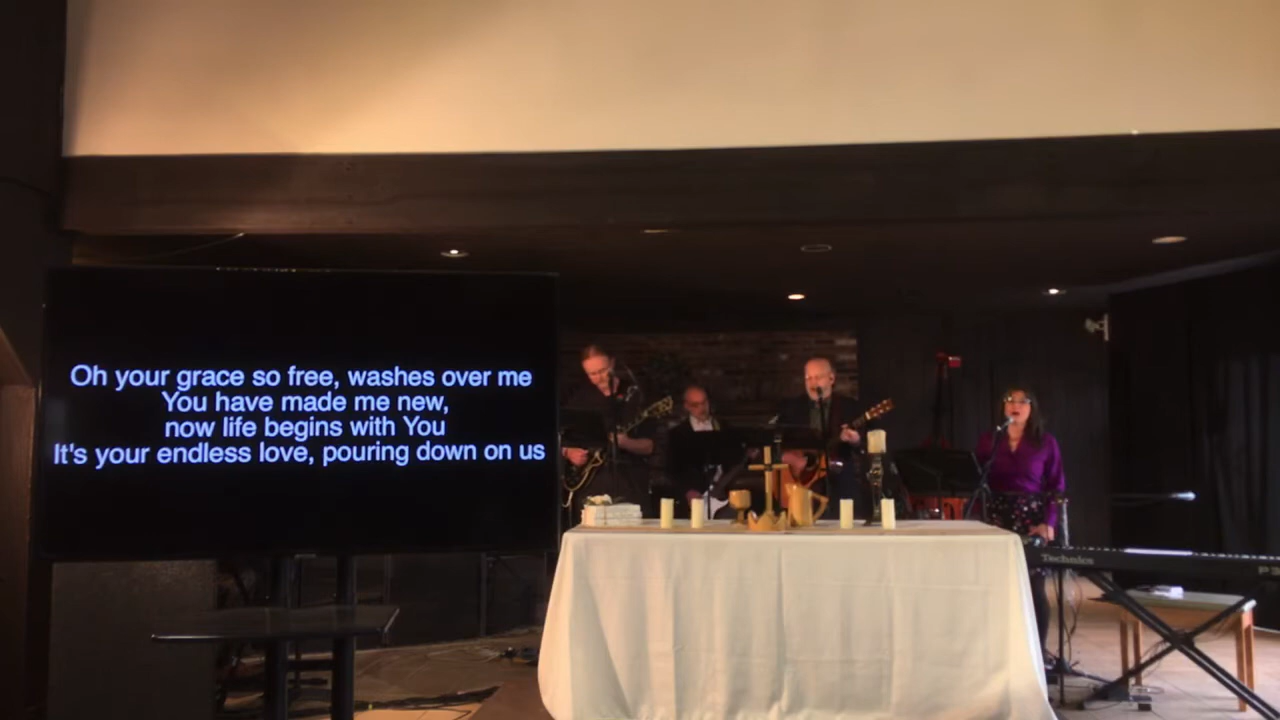 Oh your grace so free, washes over me
You have made me new,
now life begins with You
It's your endless love, pouring down on us
Technics